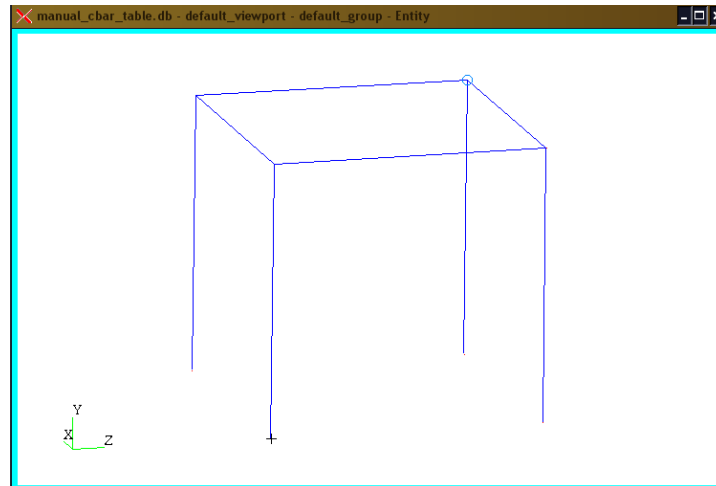 manual_cbar_table.db - default_viewport - default_group - Entity
Y
X
Z